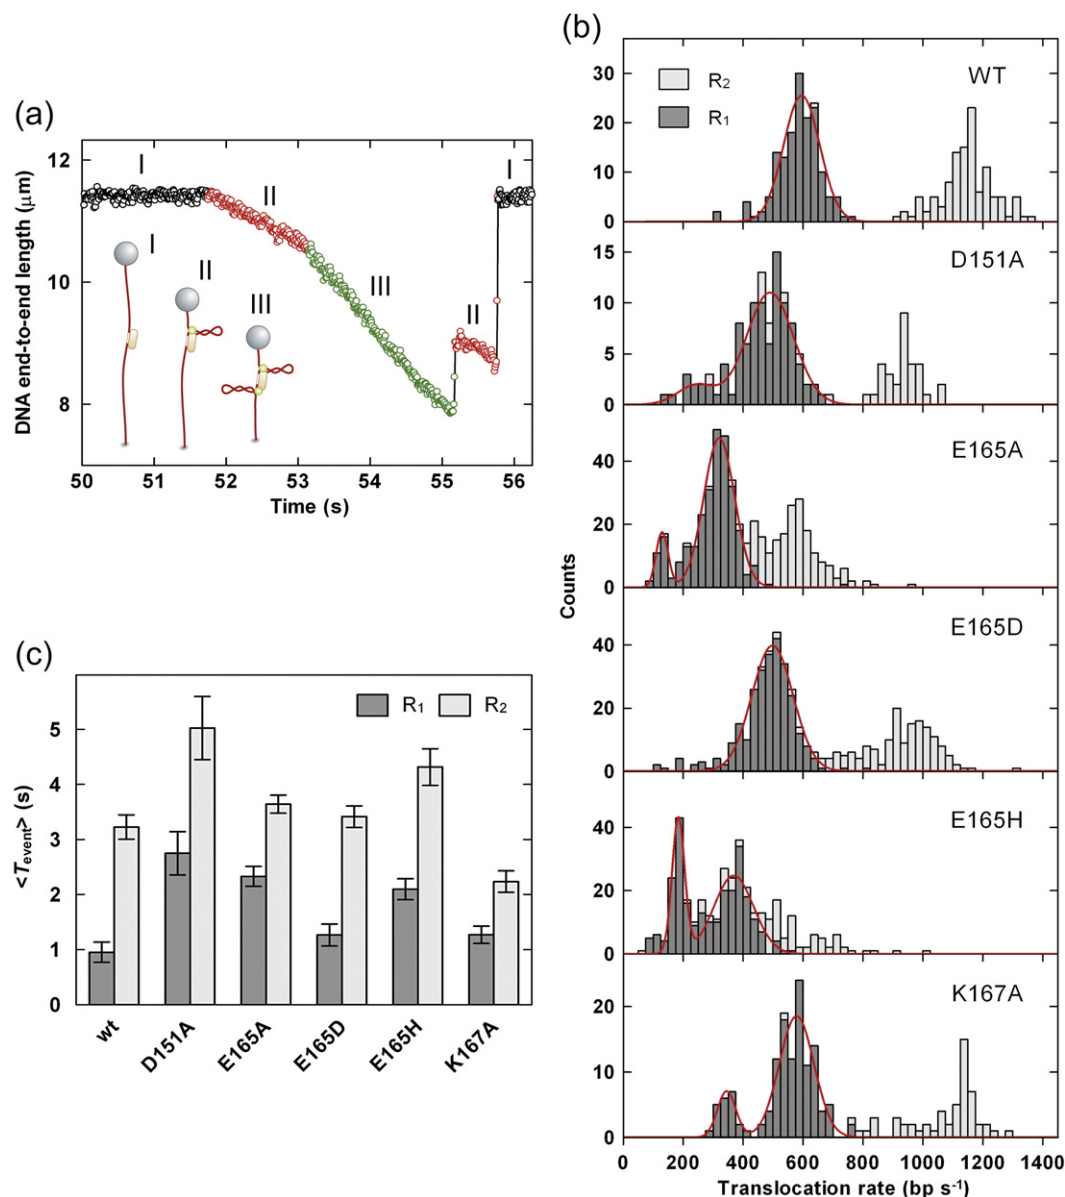 (a)
DNA end-to-end length (μm)
12
10
8
I
II
III
II
I
I
II
III
50 51 52 53 54 55 56
Time (s)
(b)
Counts
R2
R1
WT
30
20
10
0
D151A
15
10
5
0
E165A
40
20
0
E165D
40
20
0
E165H
40
20
0
K167A
20
10
0
0 200 400 600 800 1000 1200 1400
Translocation rate (bp s-1)
(c)
<Tevent> (s)
R1 R2
5
4
3
2
1
0
wt D151A E165A E165D E165H K167A